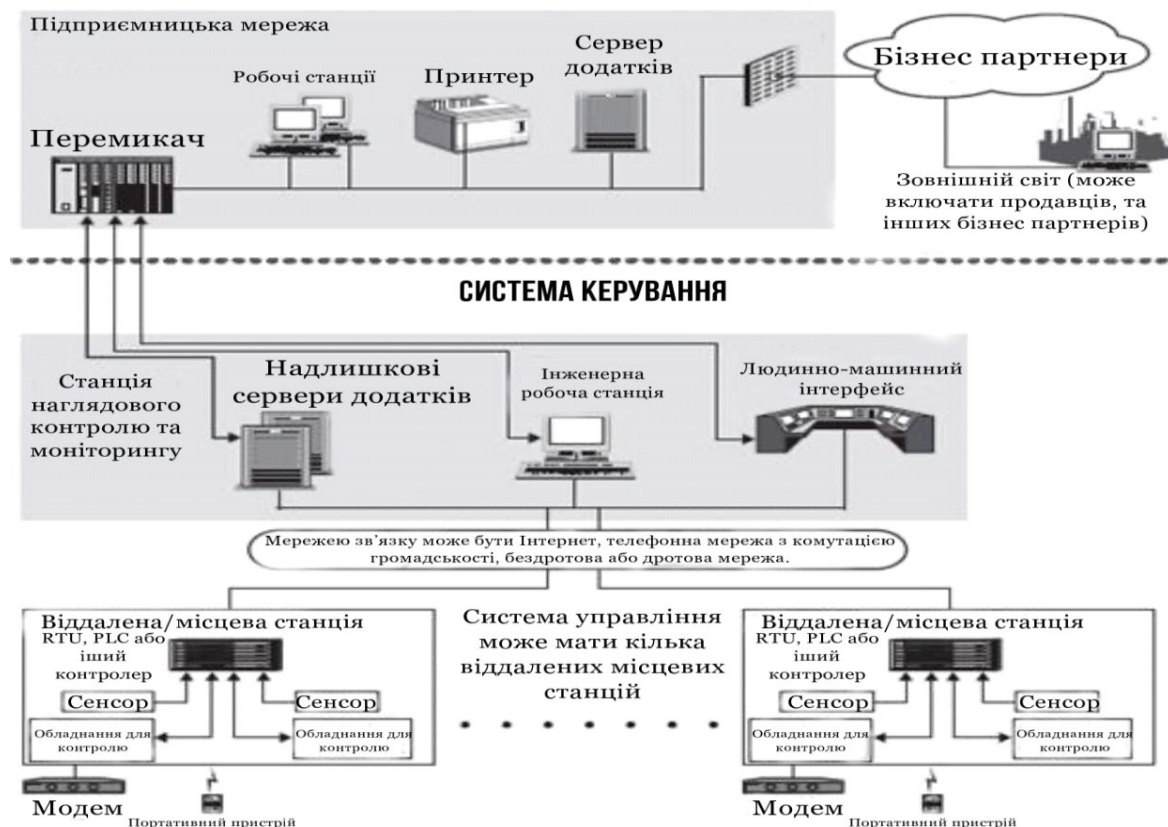 Підприємницька мережа
Робочі станції
Принтер
Сервер
додатків
Бізнес партнери
Перемикач
Зовнішній світ (може
включати продавців, та
інших бізнес партнерів)
СИСТЕМА КЕРУВАННЯ
Станція
наглядового
контролю та
моніторингу
Надлишкові
сервери додатків
Інженерна
робоча станція
Людинно-машинний
інтерфейс
Мережею зв'язку може бути Інтернет, телефонна мережа з комутацією
громадськості, бездротова або дротова мережа.
Віддалена/місцева станція
RTU, PLC або
іший
контролер
Сенсор
Сенсор
Обладнання для
контролю
Обладнання для
контролю
Модем
Портативний пристрій
Система управління
може мати кілька
віддалених місцевих
станцій
Віддалена/місцева станція
RTU, PLC або
іший
контролер
Сенсор
Сенсор
Обладнання для
контролю
Обладнання для
контролю
Модем
Портативний пристрій